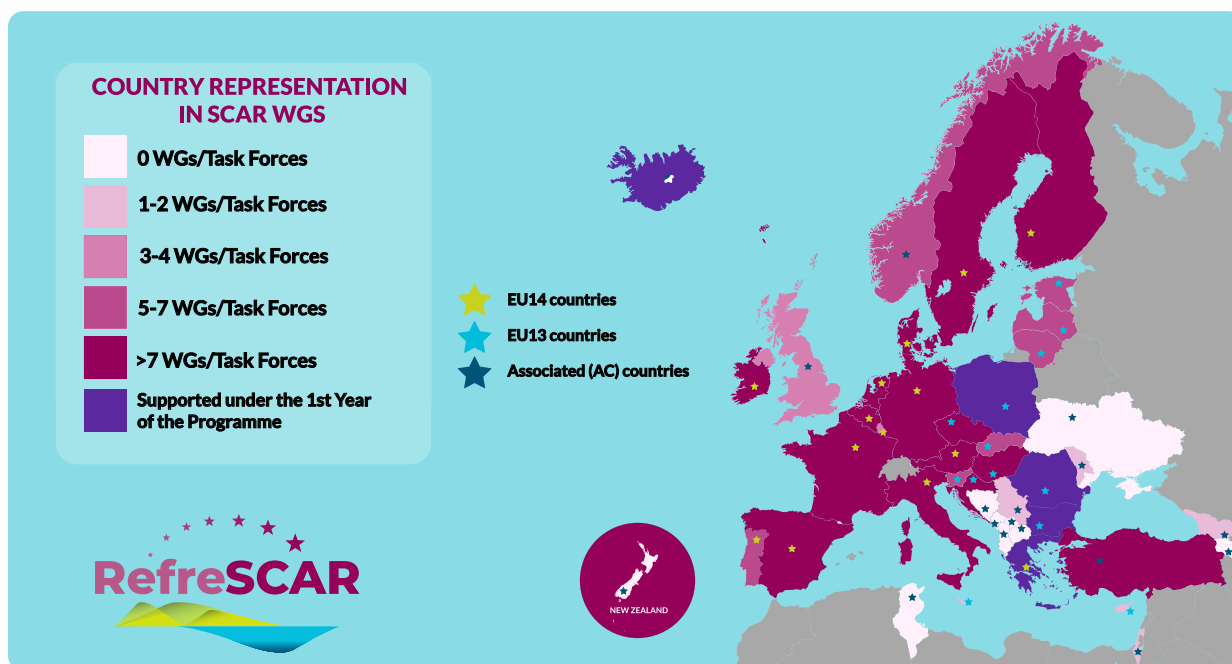 COUNTRY REPRESENTATION
IN SCAR WGS
0 WGs/Task Forces
1-2 WGs/Task Forces
3-4 WGs/Task Forces
5-7 WGs/Task Forces
>7 WGs/Task Forces
Supported under the 1st Year
of the Programme
EU14 countries
EU13 countries
Associated (AC) countries
RefreSCAR
NEW ZEALAND